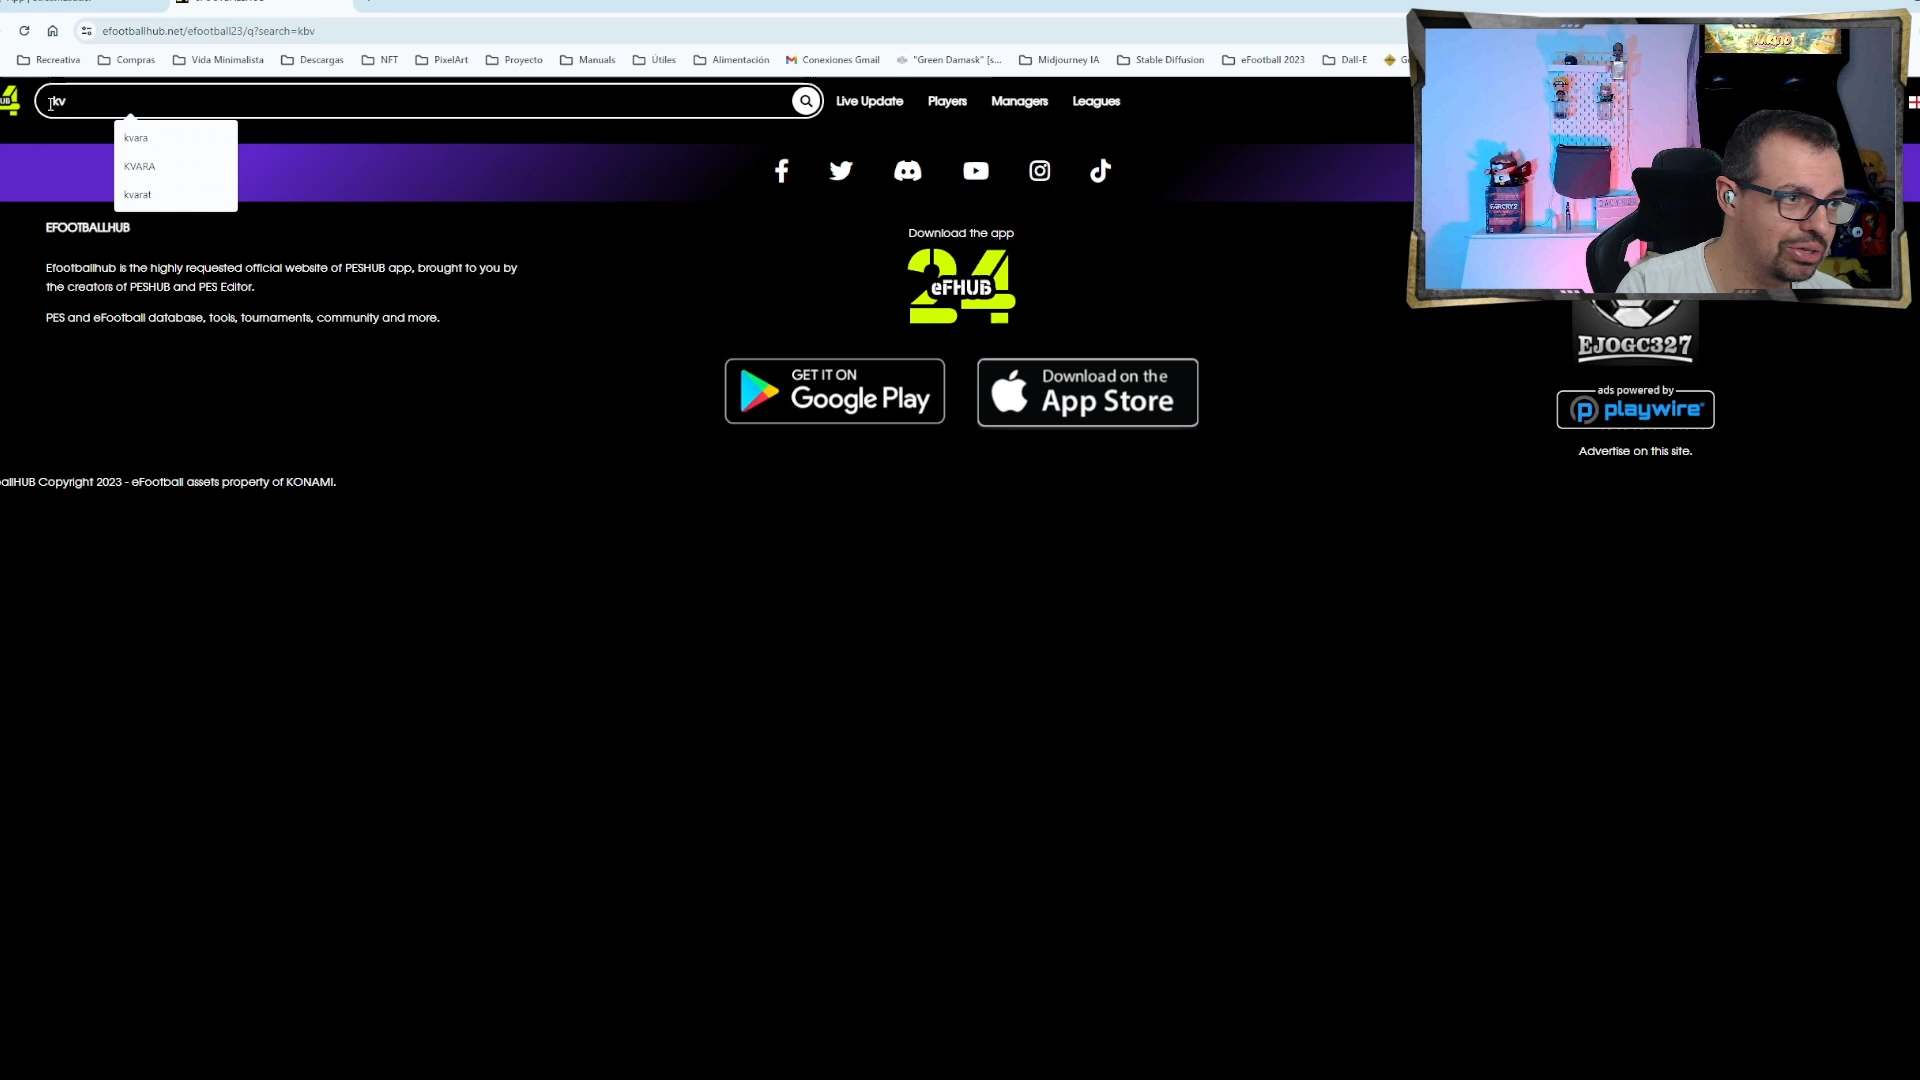 efootballhub.net/efootball23/q?search=kbv
Recreativa
Compras
Vida Minimalista
Descargas
NFT
PixelArt
Proyecto
Manuals
Útiles
Alimentación
Conexiones Gmail
"Green Damask" [s...
Midjourney IA
Stable Diffusion
eFootball 2023
Dall-E
kv
Live Update
Players
Managers
Leagues
kvara
KVARA
kvarat
EFOOTBALLHUB
Efootballhub is the highly requested official website of PESHUB app, brought to you by
the creators of PESHUB and PES Editor.
PES and eFootball database, tools, tournaments, community and more.
Download the app
24
eFHUB
GET IT ON
Google Play
Download on the
App Store
FARCRY2
EJOGC327
ads powered by
playwire
Advertise on this site.
allHUB Copyright 2023 - eFootball assets property of KONAMI.